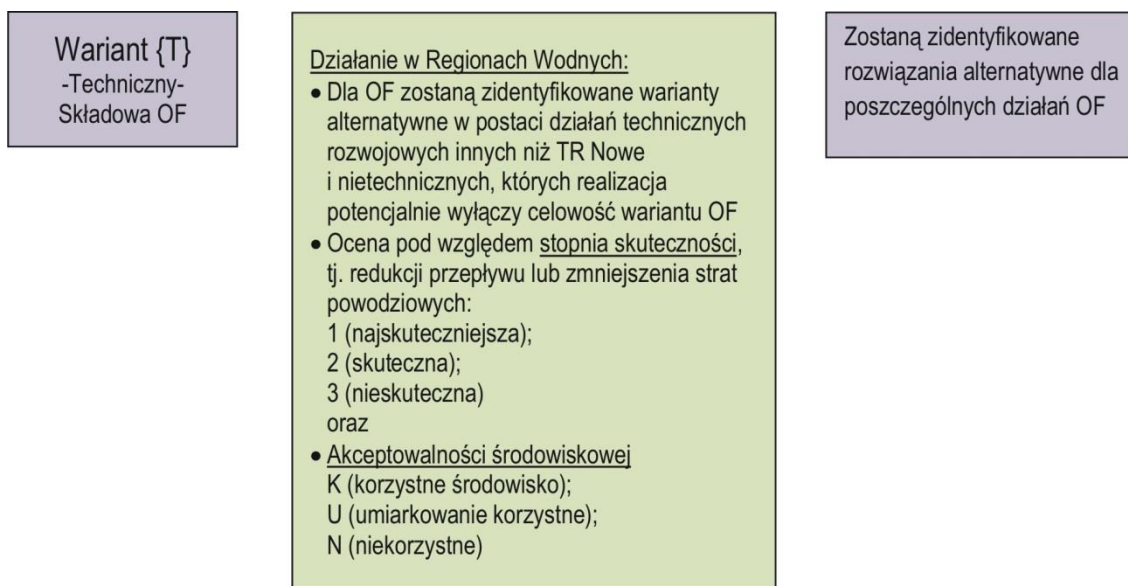 Wariant {T}
-Techniczny-
Składowa OF
Działanie w Regionach Wodnych:
• Dla OF zostaną zidentyfikowane warianty
alternatywne w postaci działań technicznych
rozwojowych innych niż TR Nowe
i nietechnicznych, których realizacja
potencjalnie wyłączy celowość wariantu OF
• Ocena pod względem stopnia skuteczności,
tj. redukcji przepływu lub zmniejszenia strat
powodziowych:
1 (najskuteczniejsza);
2 (skuteczna);
3 (nieskuteczna)
oraz
• Akceptowalności środowiskowej
K (korzystne środowisko);
U (umiarkowanie korzystne);
N (niekorzystne)
Zostaną zidentyfikowane
rozwiązania alternatywne dla
poszczególnych działań OF